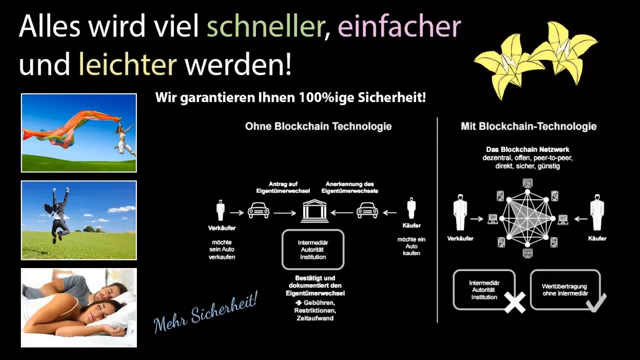 Alles wird viel schneller, einfacher
und leichter werden!
Wir garantieren Ihnen 100%ige Sicherheit!
Ohne Blockchain Technologie
Antrag auf
Eigentümerwechsel
Anerkennung des
Eigentümerwechsels
Verkäufer
möchte
sein Auto
verkaufen
Käufer
möchte ein
Auto
kaufen
Intermediär
Autorität
Institution
Bestätigt und
dokumentiert den
Eigentümerwechsel
➔ Gebühren,
Restriktionen,
Zeitaufwand
Mehr Sicherheit!
Mit Blockchain-Technologie
Das Blockchain Netzwerk
dezentral, offen, peer-to-peer,
direkt, sicher, günstig
Verkäufer
Käufer
Intermediär
Autorität
Institution
Wertübertragung
ohne Intermediär